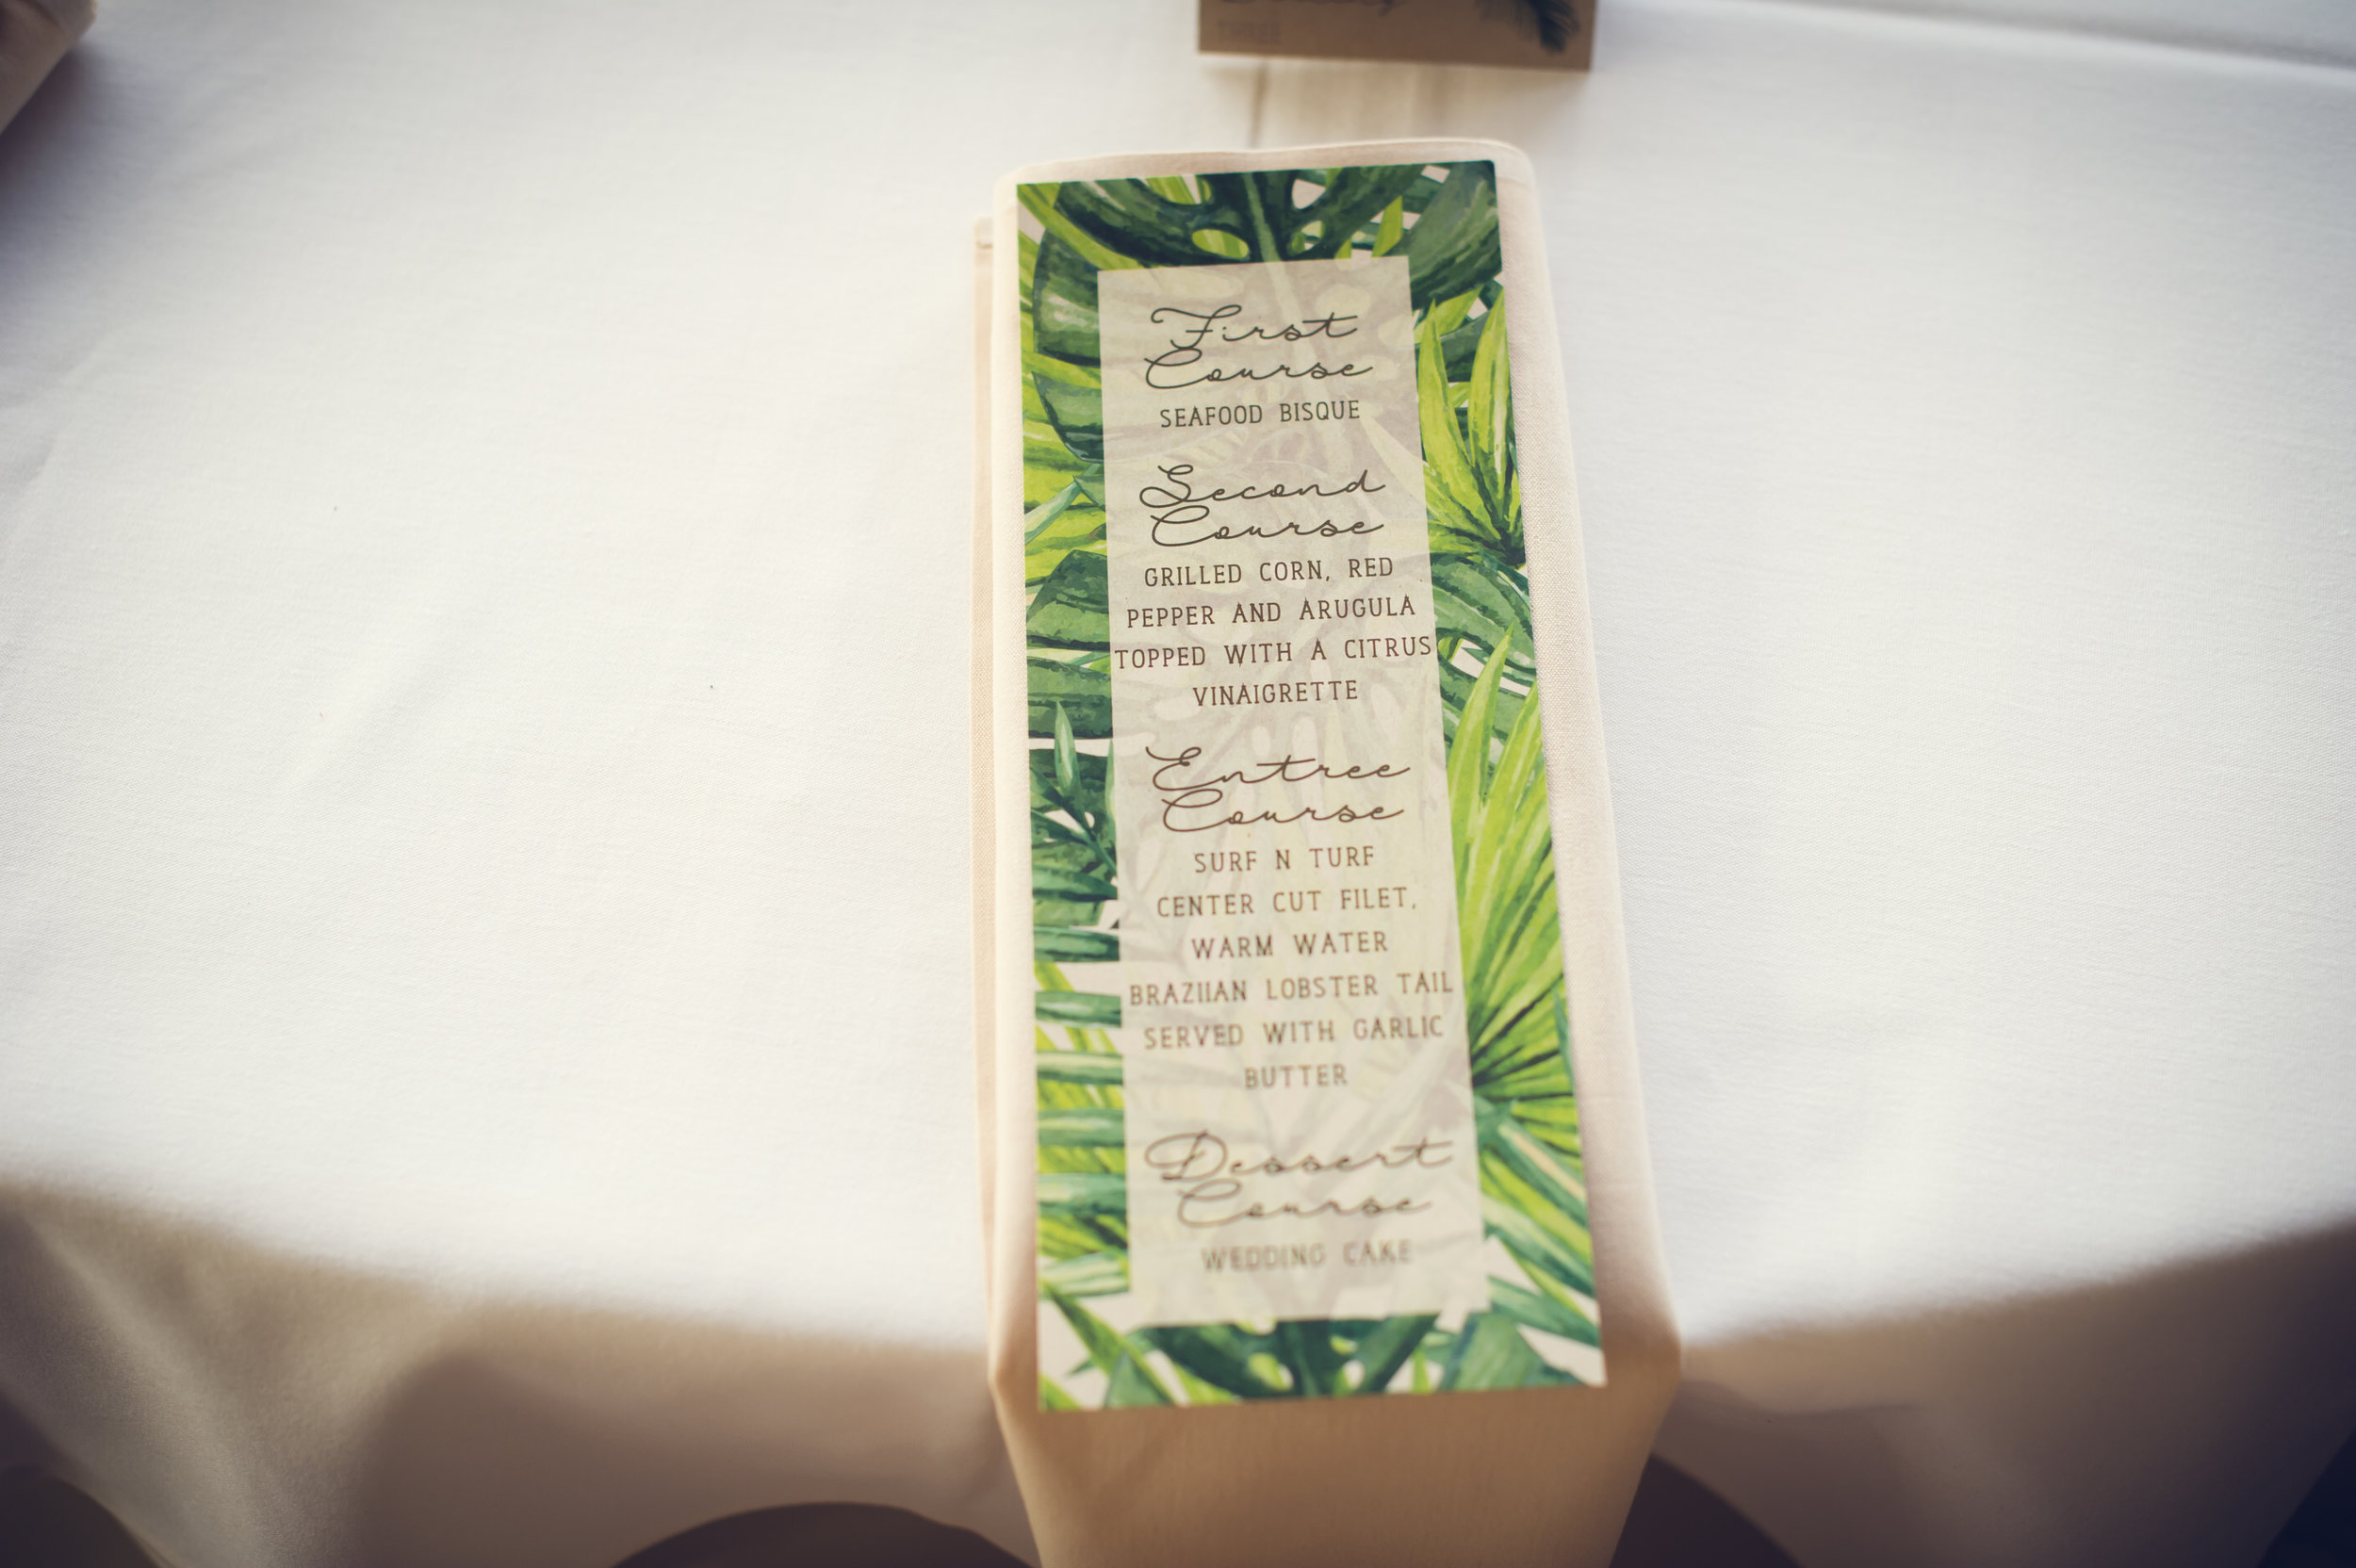 First
Course
SEAFOOD BISQUE
Second
Course
GRILLED CORN, RED
PEPPER AND ARUGULA
TOPPED WITH A CITRUS
VINAIGRETTE
Entree
Course
SURF N TURF
CENTER CUT FILET,
WARM WATER
BRAZIIAN LOBSTER TAIL
SERVED WITH GARLIC
BUTTER
Dessert
Course
WEDDING CAKE